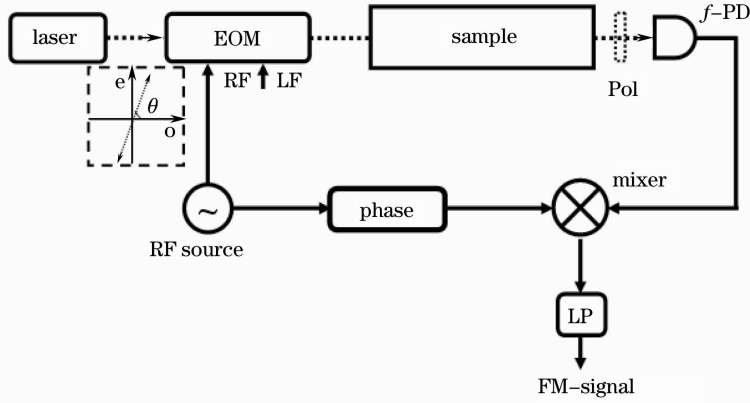 laser
EOM
sample
f-PD
RF
LF
Pol
e
θ
o
~
RF source
phase
mixer
LP
FM-signal